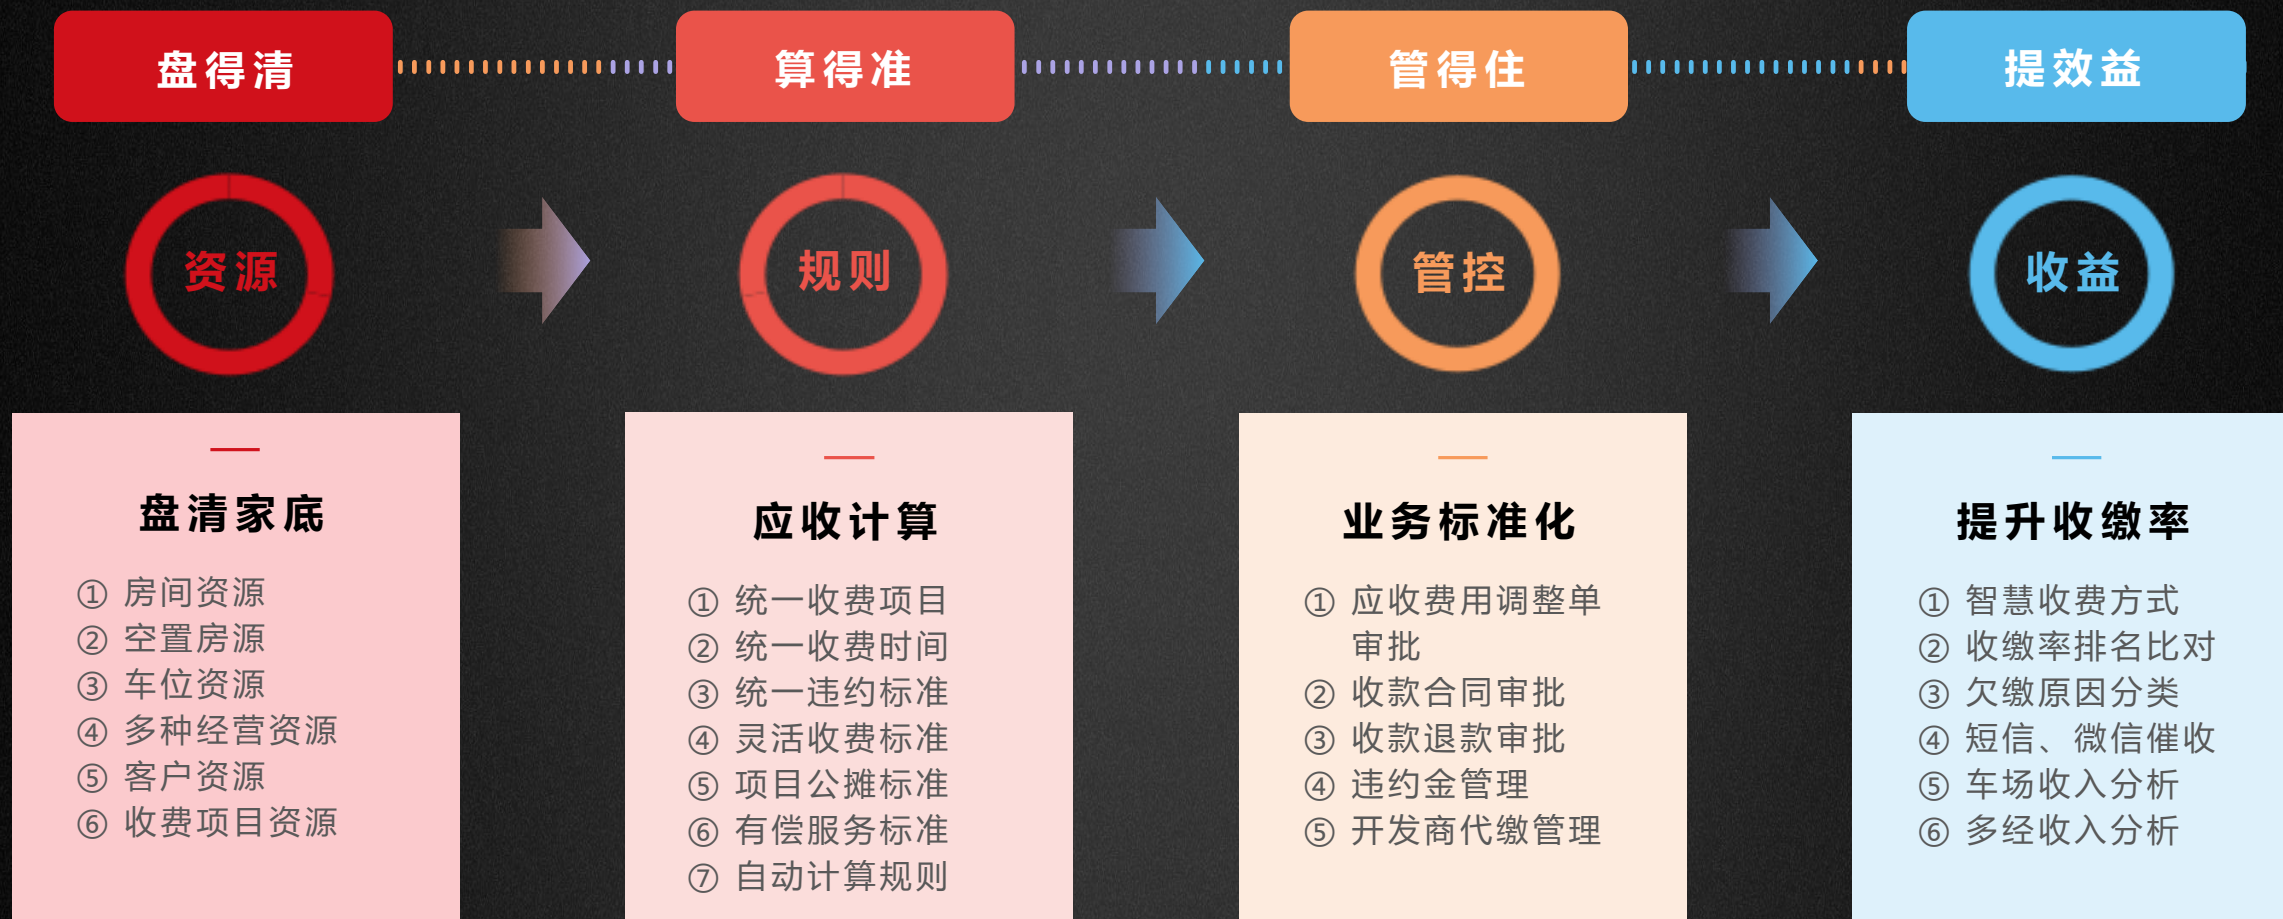 盘得清
算得准
管得住
提效益
资源
规则
管控
收益
盘清家底
① 房间资源
② 空置房源
③ 车位资源
④ 多种经营资源
⑤ 客户资源
⑥ 收费项目资源
应收计算
① 统一收费项目
② 统一收费时间
③ 统一违约标准
④ 灵活收费标准
⑤ 项目公摊标准
⑥ 有偿服务标准
⑦ 自动计算规则
业务标准化
① 应收费用调整单
审批
② 收款合同审批
③ 收款退款审批
④ 违约金管理
⑤ 开发商代缴管理
提升收缴率
① 智慧收费方式
② 收缴率排名比对
③ 欠缴原因分类
④ 短信、微信催收
⑤ 车场收入分析
⑥ 多经收入分析